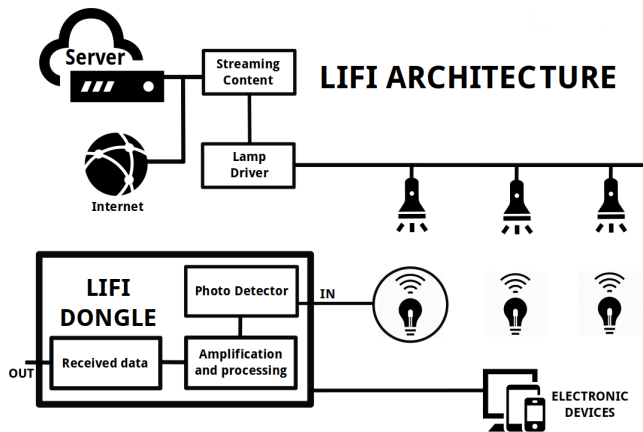 Server
Streaming
Content
LIFI ARCHITECTURE
Lamp
Driver
Internet
LIFI
DONGLE
Photo Detector
IN
Received data
Amplification
and processing
OUT
ELECTRONIC
DEVICES